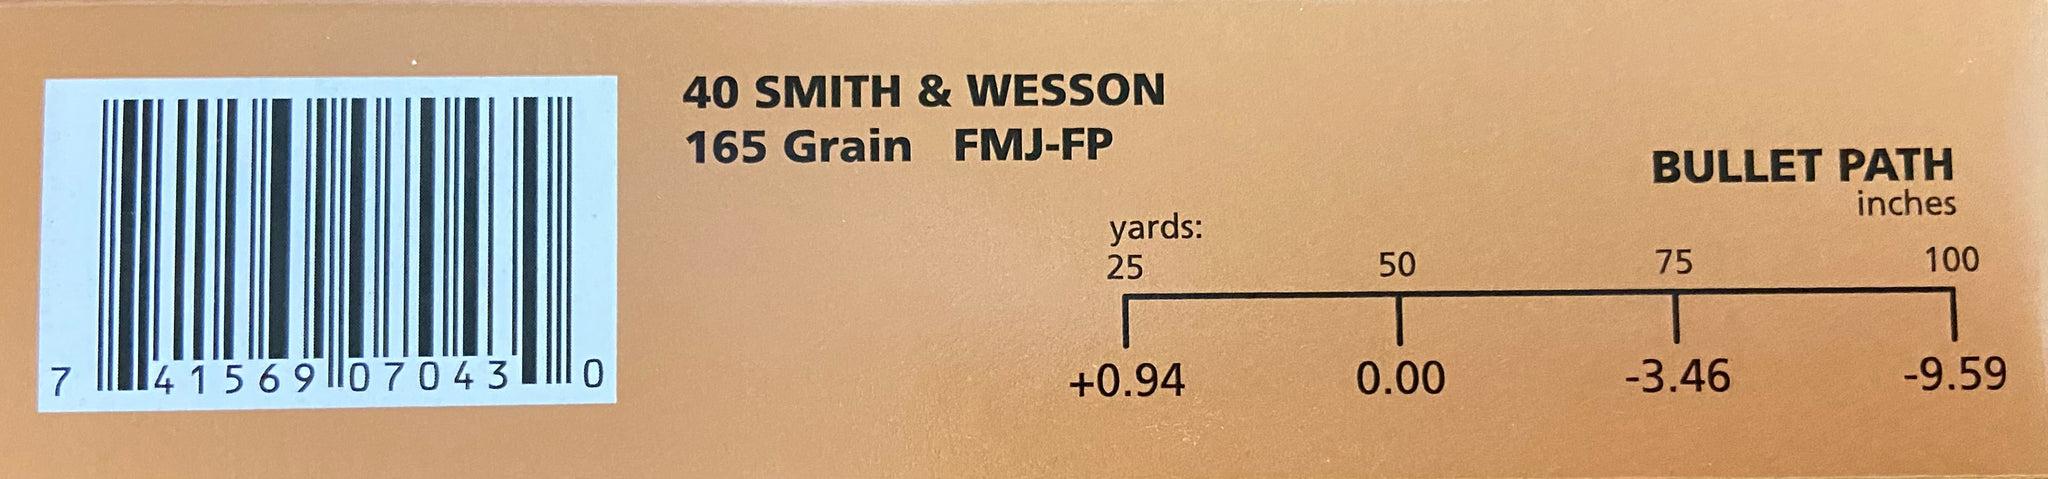 40 SMITH & WESSON
165 Grain FMJ-FP
BULLET PATH
inches
yards:
25 50 75 100
+0.94 0.00 -3.46 -9.59
7 41569 07043 0